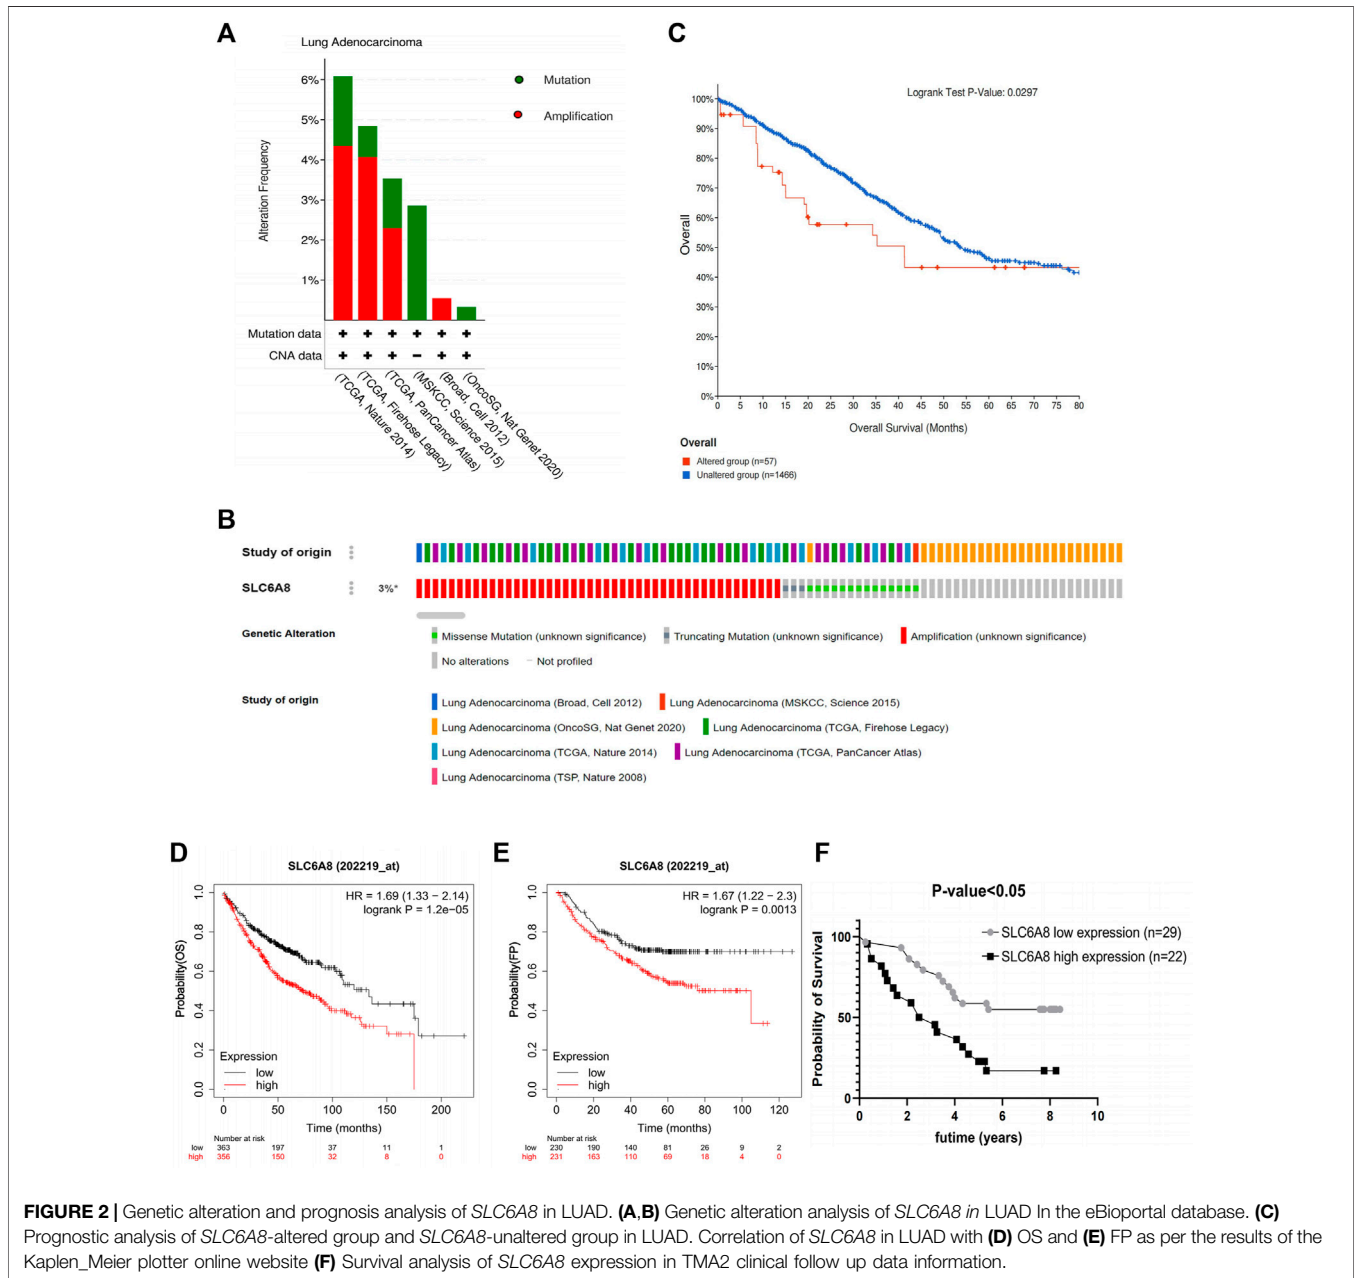 A
Lung Adenocarcinoma
Mutation
Amplification
Alteration Frequency
6%
5%
4%
3%
2%
1%
Mutation data + + + + + +
CNA data + + + − + +
(TCGA, Nature 2014)
(TCGA, Firehose Legacy)
(TCGA, PanCancer Atlas)
(MSKCC, Science 2015)
(Broad, Cell 2012)
(OncoSG, Nat Genet 2020)
C
Logrank Test P-Value: 0.0297
Overall
100%
90%
80%
70%
60%
50%
40%
30%
20%
10%
0%
0 5 10 15 20 25 30 35 40 45 50 55 60 65 70 75 80
Overall Survival (Months)
Overall
Altered group (n=57)
Unaltered group (n=1466)
B
Study of origin
SLC6A8 3%*
Genetic Alteration
Missense Mutation (unknown significance) Truncating Mutation (unknown significance) Amplification (unknown significance)
No alterations Not profiled
Study of origin
Lung Adenocarcinoma (Broad, Cell 2012) Lung Adenocarcinoma (MSKCC, Science 2015)
Lung Adenocarcinoma (OncoSG, Nat Genet 2020) Lung Adenocarcinoma (TCGA, Firehose Legacy)
Lung Adenocarcinoma (TCGA, Nature 2014) Lung Adenocarcinoma (TCGA, PanCancer Atlas)
Lung Adenocarcinoma (TSP, Nature 2008)
D
SLC6A8 (202219_at)
HR = 1.69 (1.33 − 2.14)
logrank P = 1.2e−05
Probability(OS)
1.0
0.8
0.6
0.4
0.2
0.0
Expression
low
high
0 50 100 150 200
Time (months)
Number at risk
low 363 197 37 11 1
high 356 150 32 8 0
E
SLC6A8 (202219_at)
HR = 1.67 (1.22 − 2.3)
logrank P = 0.0013
Probability(FP)
1.0
0.8
0.6
0.4
0.2
0.0
Expression
low
high
0 20 40 60 80 100 120
Time (months)
Number at risk
low 230 190 140 81 26 9 2
high 231 163 110 69 18 4 0
F
P-value<0.05
SLC6A8 low expression (n=29)
SLC6A8 high expression (n=22)
Probability of Survival
100
50
0
0 2 4 6 8 10
futime (years)
FIGURE 2 | Genetic alteration and prognosis analysis of SLC6A8 in LUAD. (A,B) Genetic alteration analysis of SLC6A8 in LUAD In the eBioportal database. (C)
Prognostic analysis of SLC6A8-altered group and SLC6A8-unaltered group in LUAD. Correlation of SLC6A8 in LUAD with (D) OS and (E) FP as per the results of the
Kaplen_Meier plotter online website (F) Survival analysis of SLC6A8 expression in TMA2 clinical follow up data information.